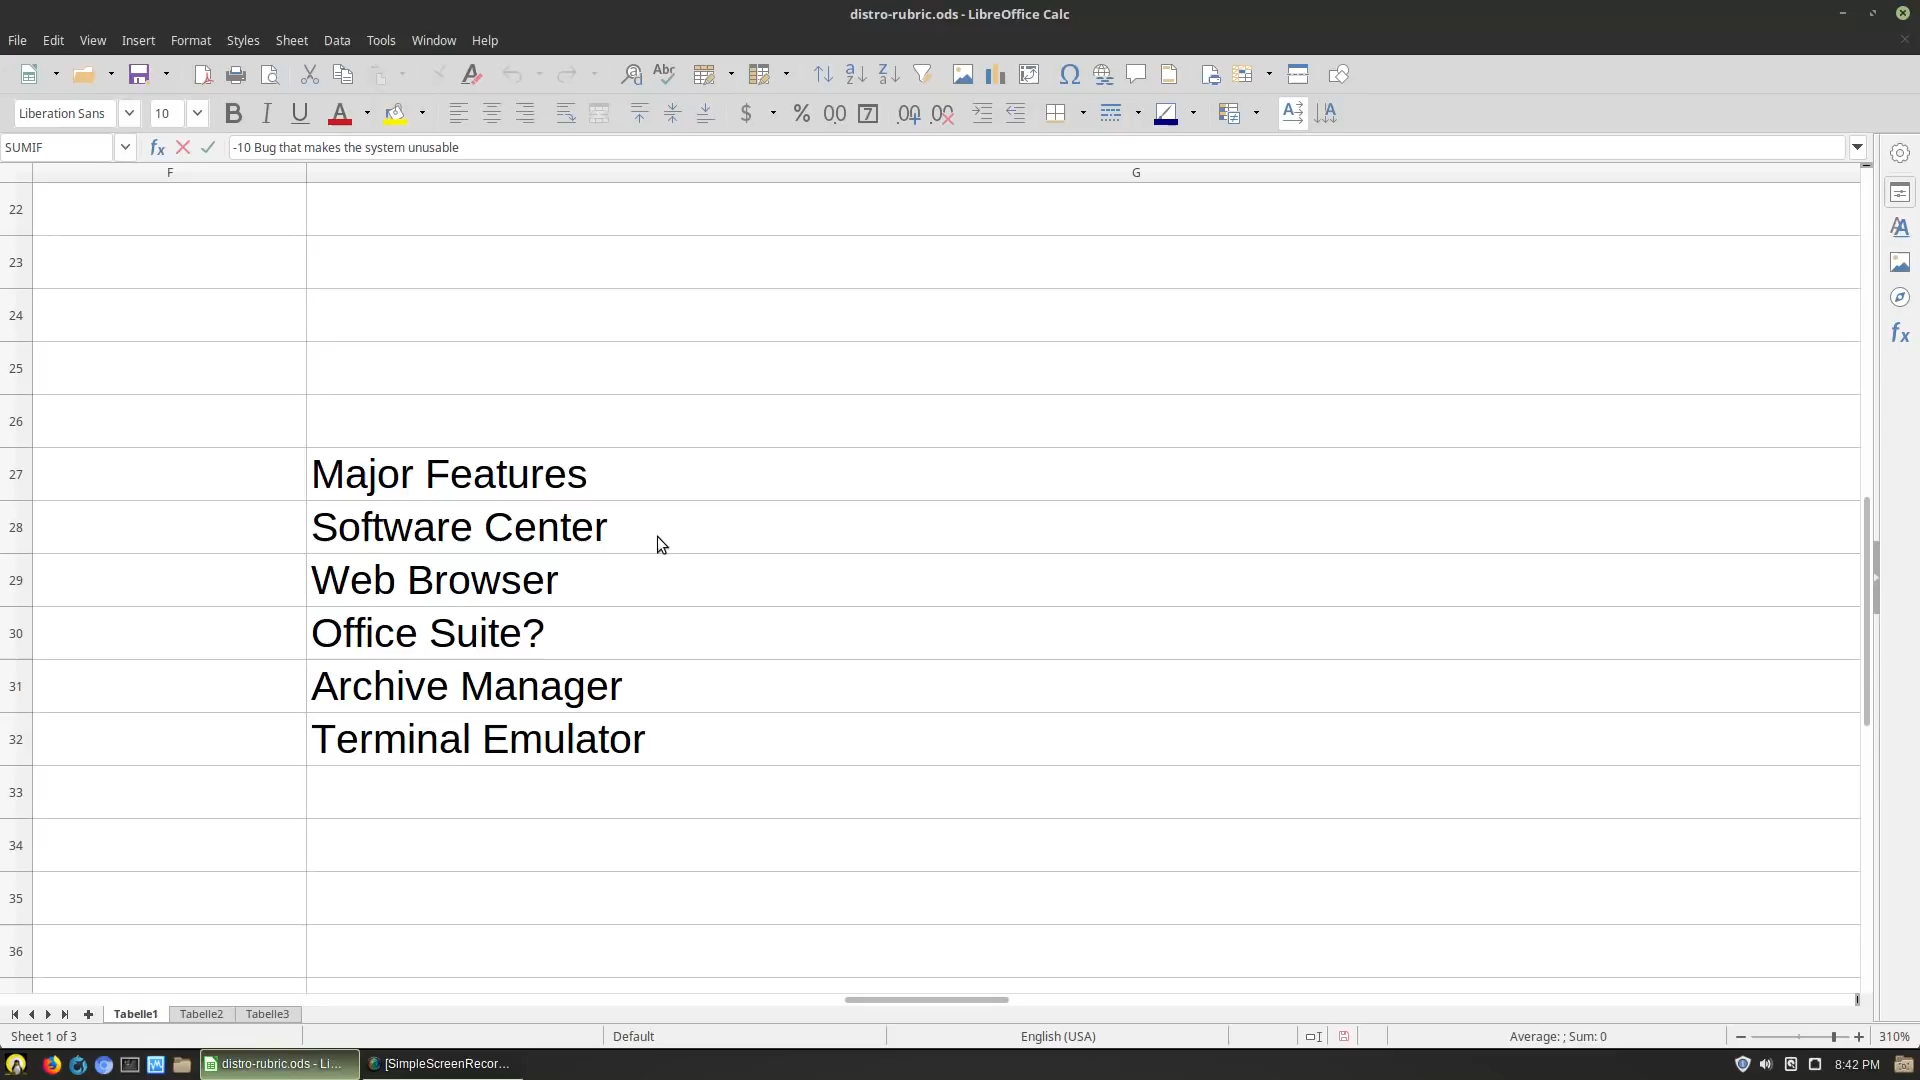 distro-rubric.ods - LibreOffice Calc
File Edit View Insert Format Styles Sheet Data Tools Window Help
Liberation Sans 10
SUMIF -10 Bug that makes the system unusable
F G
22
23
24
25
26
27 Major Features
28 Software Center
29 Web Browser
30 Office Suite?
31 Archive Manager
32 Terminal Emulator
33
34
35
36
Tabelle1 Tabelle2 Tabelle3
Sheet 1 of 3 Default English (USA) Average: ; Sum: 0 310%
distro-rubric.ods - Li... [SimpleScreenRecor... 8:42 PM